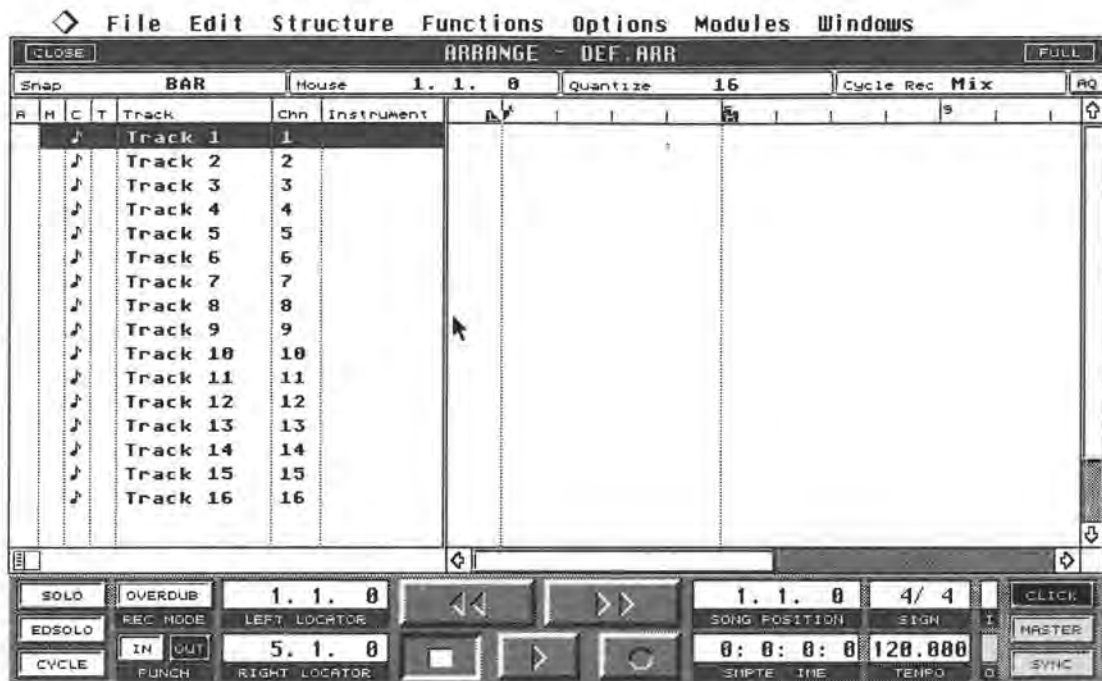 File Edit Structure Functions Options Modules Windows
CLOSE ARRANGE - DEF.ARR FULL
Snap BAR Mouse 1. 1. 0 Quantize 16 Cycle Rec Mix AQ
A M C T Track Chn Instrument 1 5 9
Track 1 1
Track 2 2
Track 3 3
Track 4 4
Track 5 5
Track 6 6
Track 7 7
Track 8 8
Track 9 9
Track 10 10
Track 11 11
Track 12 12
Track 13 13
Track 14 14
Track 15 15
Track 16 16
SOLO OVERDUB 1. 1. 0 1. 1. 0 4/ 4 CLICK
REC MODE LEFT LOCATOR SONG POSITION SIGN I
EDSOLO MASTER
IN OUT 5. 1. 0 0: 0: 0: 0 120.000
CYCLE PUNCH RIGHT LOCATOR SMPTE IME TEMPO O SYNC